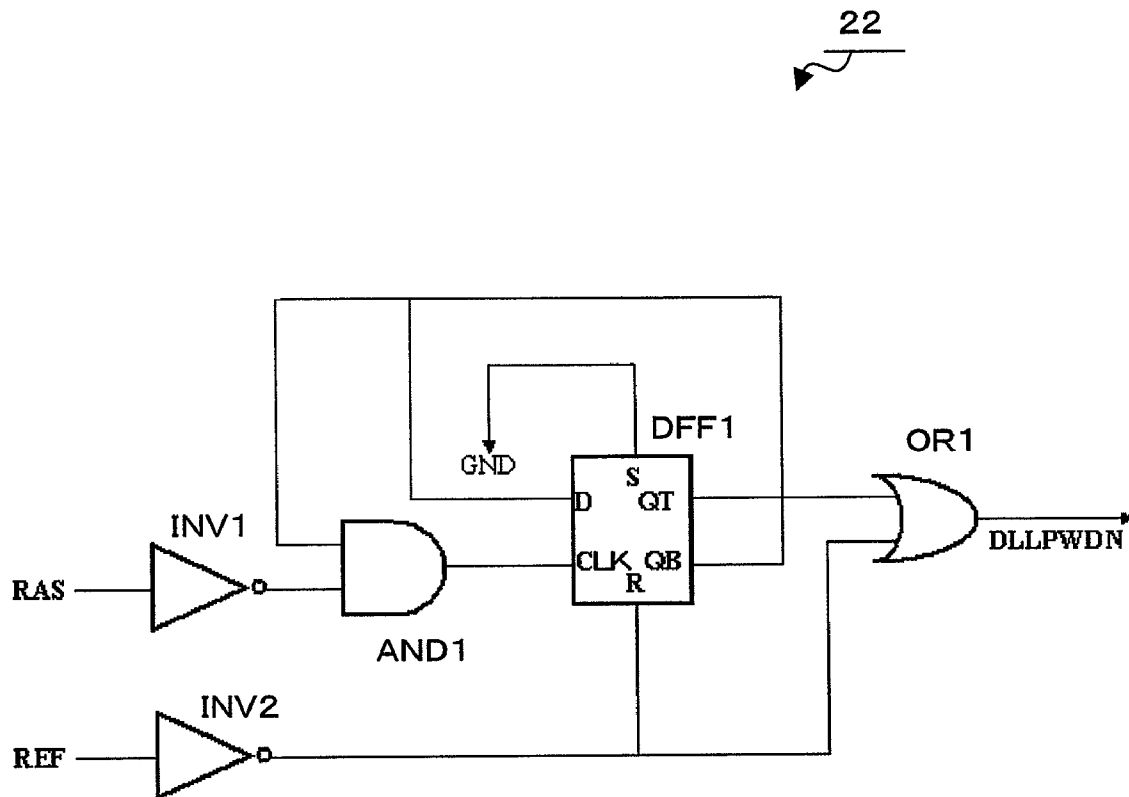 22
DFF1
OR1
GND
S
D
QT
INV1
DLLPWDN
CLK
QB
RAS
R
AND1
INV2
REF